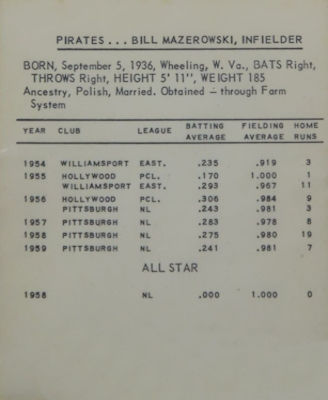 PIRATES... BILL MAZEROWSKI, INFIELDER
BORN, September 5, 1936, Wheeling, W. Va., BATS Right,
THROWS Right, HEIGHT 5' 11", WEIGHT 185
Ancestry, Polish, Married. Obtained – through Farm
System
BATTING FIELDING HOME
YEAR CLUB LEAGUE AVERAGE AVERAGE RUNS
1954 WILLIAMSPORT EAST. .235 .919 3
1955 HOLLYWOOD PCL. .170 1.000 1
WILLIAMSPORT EAST. .293 .967 11
1956 HOLLYWOOD PCL. .306 .984 9
PITTSBURGH NL .243 .981 3
1957 PITTSBURGH NL .283 .978 8
1958 PITTSBURGH NL .275 .980 19
1959 PITTSBURGH NL .241 .981 7
ALL STAR
1958 NL .000 1.000 0